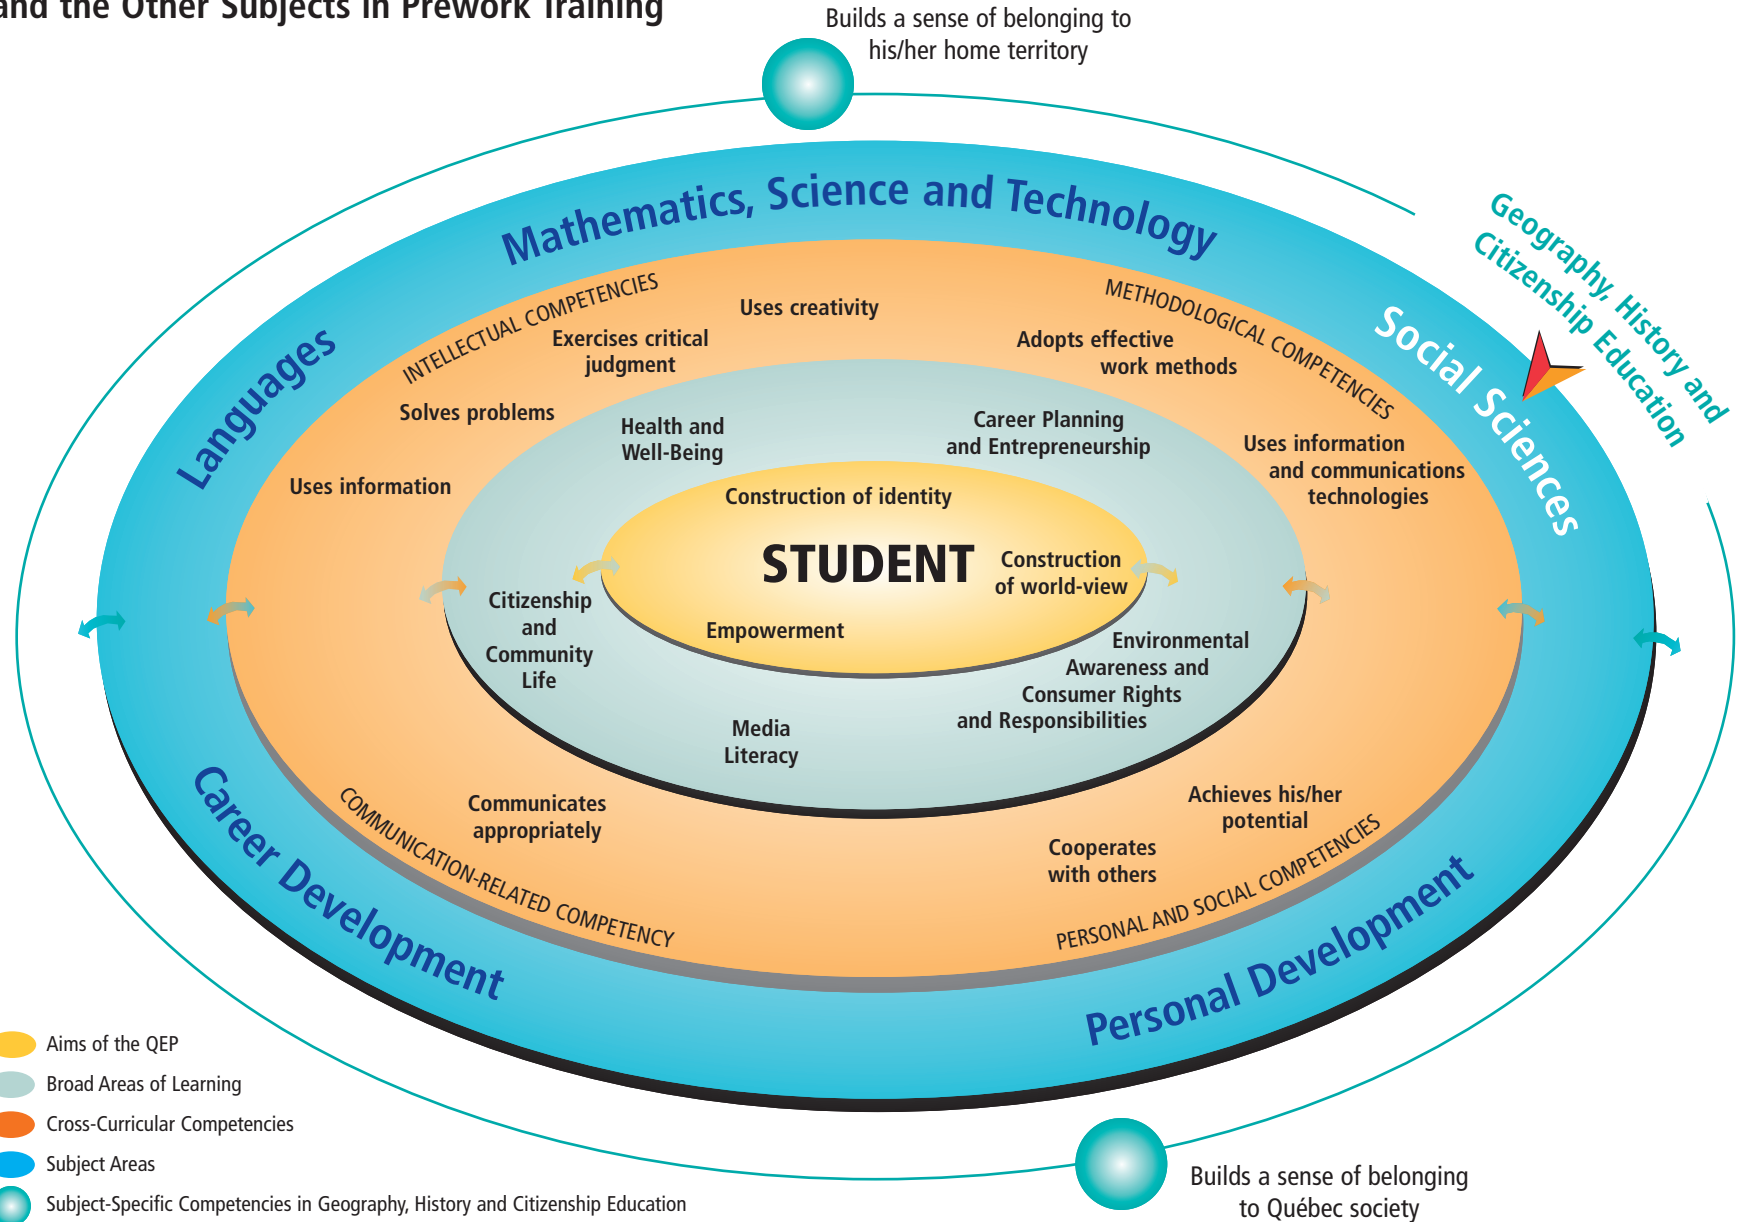 and the Other Subjects in Prework Training
Builds a sense of belonging to
his/her home territory
Geography, History and
Citizenship Education
Mathematics, Science and Technology
Languages
Social Sciences
INTELLECTUAL COMPETENCIES
Uses creativity
Exercises critical
judgment
Solves problems
Uses information
METHODOLOGICAL COMPETENCIES
Adopts effective
work methods
Uses information
and communications
technologies
Health and
Well-Being
Career Planning
and Entrepreneurship
Construction of identity
STUDENT
Construction
of world-view
Empowerment
Citizenship
and
Community
Life
Environmental
Awareness and
Consumer Rights
and Responsibilities
Media
Literacy
Communicates
appropriately
COMMUNICATION-RELATED COMPETENCY
Achieves his/her
potential
Cooperates
with others
PERSONAL AND SOCIAL COMPETENCIES
Career Development
Personal Development
Aims of the QEP
Broad Areas of Learning
Cross-Curricular Competencies
Subject Areas
Subject-Specific Competencies in Geography, History and Citizenship Education
Builds a sense of belonging
to Québec society